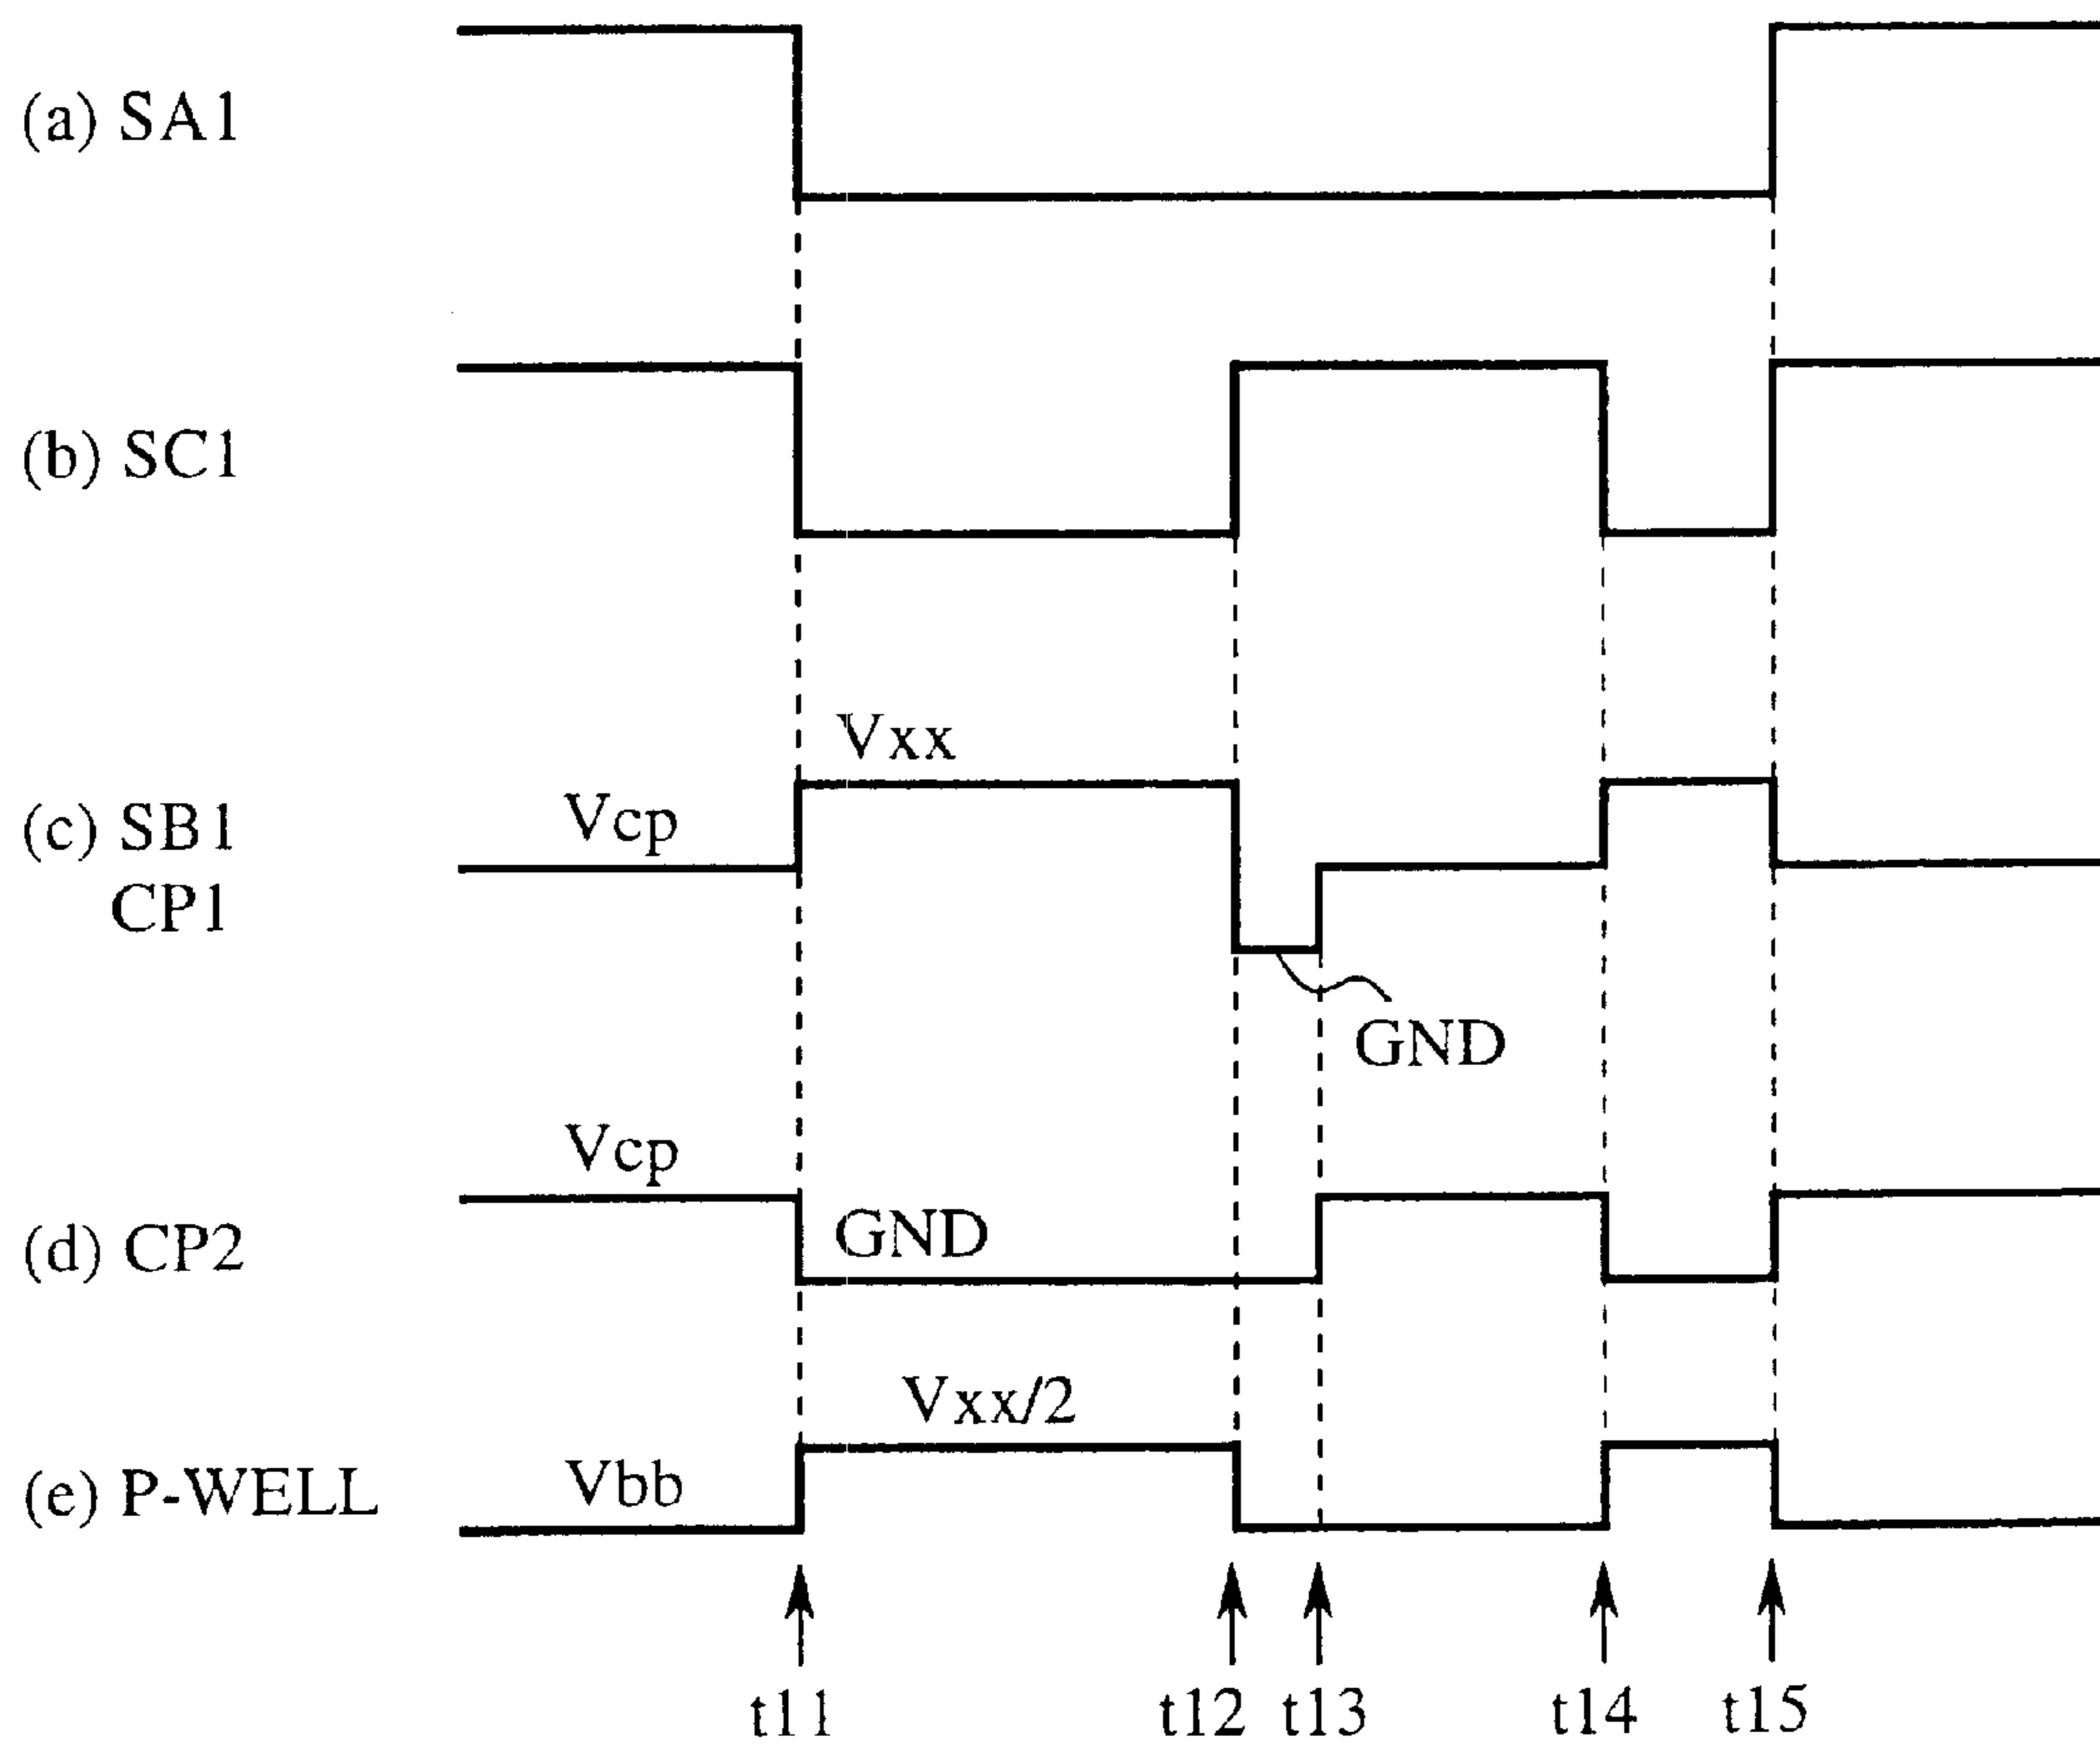 (a) SA1
(b) SC1
Vxx
Vcp
(c) SB1
CP1
GND
Vcp
GND
(d) CP2
Vxx/2
Vbb
(e) P-WELL
t11 t12 t13 t14 t15